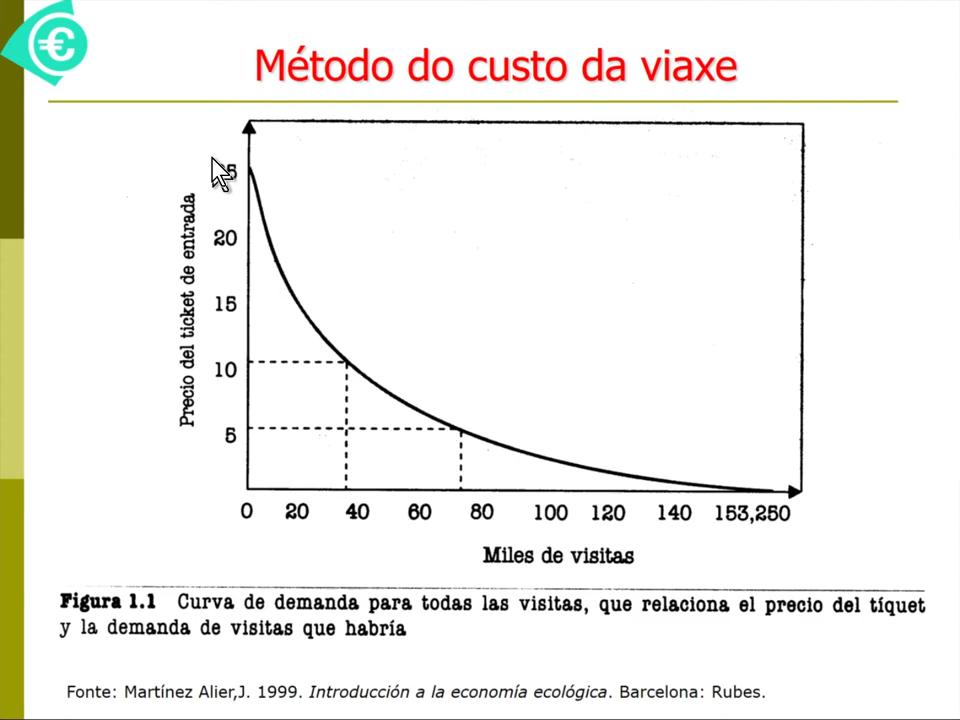 €
Método do custo da viaxe
Precio del ticket de entrada
5
20
15
10
5
0 20 40 60 80 100 120 140 153,250
Miles de visitas
Figura 1.1 Curva de demanda para todas las visitas, que relaciona el precio del tíquet
y la demanda de visitas que habría
Fonte: Martínez Alier,J. 1999. Introducción a la economía ecológica. Barcelona: Rubes.